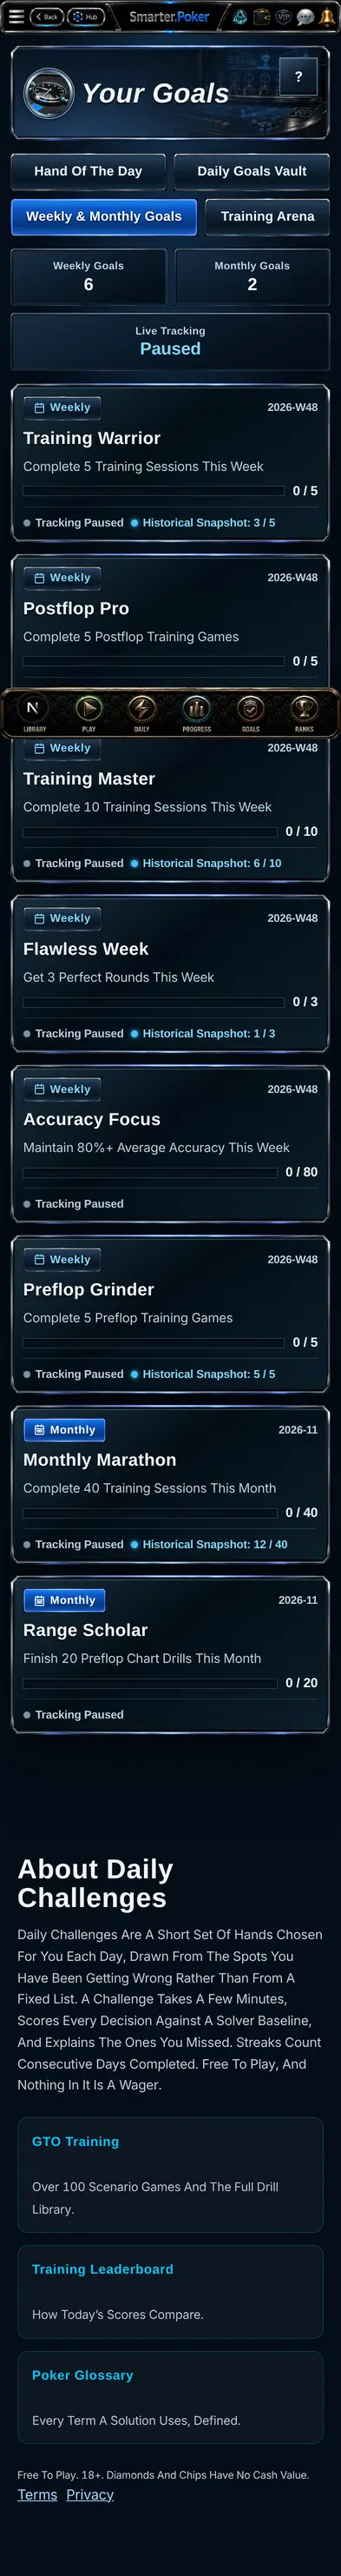 Back
Hub
Smarter.Poker
VIP
Your Goals
?
Hand Of The Day
Daily Goals Vault
Weekly & Monthly Goals
Training Arena
Weekly Goals
6
Monthly Goals
2
Live Tracking
Paused
Weekly
2026-W48
Training Warrior
Complete 5 Training Sessions This Week
0 / 5
Tracking Paused
Historical Snapshot: 3 / 5
Weekly
2026-W48
Postflop Pro
Complete 5 Postflop Training Games
0 / 5
N
LIBRARY
PLAY
DAILY
PROGRESS
GOALS
RANKS
Weekly
2026-W48
Training Master
Complete 10 Training Sessions This Week
0 / 10
Tracking Paused
Historical Snapshot: 6 / 10
Weekly
2026-W48
Flawless Week
Get 3 Perfect Rounds This Week
0 / 3
Tracking Paused
Historical Snapshot: 1 / 3
Weekly
2026-W48
Accuracy Focus
Maintain 80%+ Average Accuracy This Week
0 / 80
Tracking Paused
Weekly
2026-W48
Preflop Grinder
Complete 5 Preflop Training Games
0 / 5
Tracking Paused
Historical Snapshot: 5 / 5
Monthly
2026-11
Monthly Marathon
Complete 40 Training Sessions This Month
0 / 40
Tracking Paused
Historical Snapshot: 12 / 40
Monthly
2026-11
Range Scholar
Finish 20 Preflop Chart Drills This Month
0 / 20
Tracking Paused
About Daily
Challenges
Daily Challenges Are A Short Set Of Hands Chosen
For You Each Day, Drawn From The Spots You
Have Been Getting Wrong Rather Than From A
Fixed List. A Challenge Takes A Few Minutes,
Scores Every Decision Against A Solver Baseline,
And Explains The Ones You Missed. Streaks Count
Consecutive Days Completed. Free To Play, And
Nothing In It Is A Wager.
GTO Training
Over 100 Scenario Games And The Full Drill
Library.
Training Leaderboard
How Today’s Scores Compare.
Poker Glossary
Every Term A Solution Uses, Defined.
Free To Play. 18+. Diamonds And Chips Have No Cash Value.
Terms Privacy